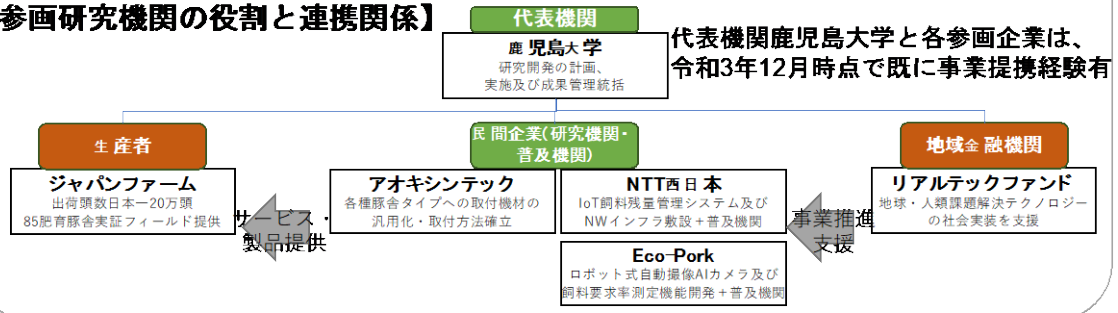 参画研究機関の役割と連携関係】
代表機関
鹿児島大学
研究開発の計画、
実施及び成果管理統括
代表機関鹿児島大学と各参画企業は、
令和3年12月時点で既に事業提携経験有
生産者
ジャパンファーム
出荷頭数日本一20万頭
85肥育豚舎実証フィールド提供
サービス・
製品提供
民間企業(研究機関・
普及機関)
アオキシンテック
各種豚舎タイプへの取付機材の
汎用化・取付方法確立
NTT西日本
IoT飼料残量管理システム及び
NWインフラ敷設+普及機関
Eco-Pork
ロボット式自動撮像AIカメラ及び
飼料要求率測定機能開発+普及機関
事業推進
支援
地域金融機関
リアルテックファンド
地球・人類課題解決テクノロジー
の社会実装を支援